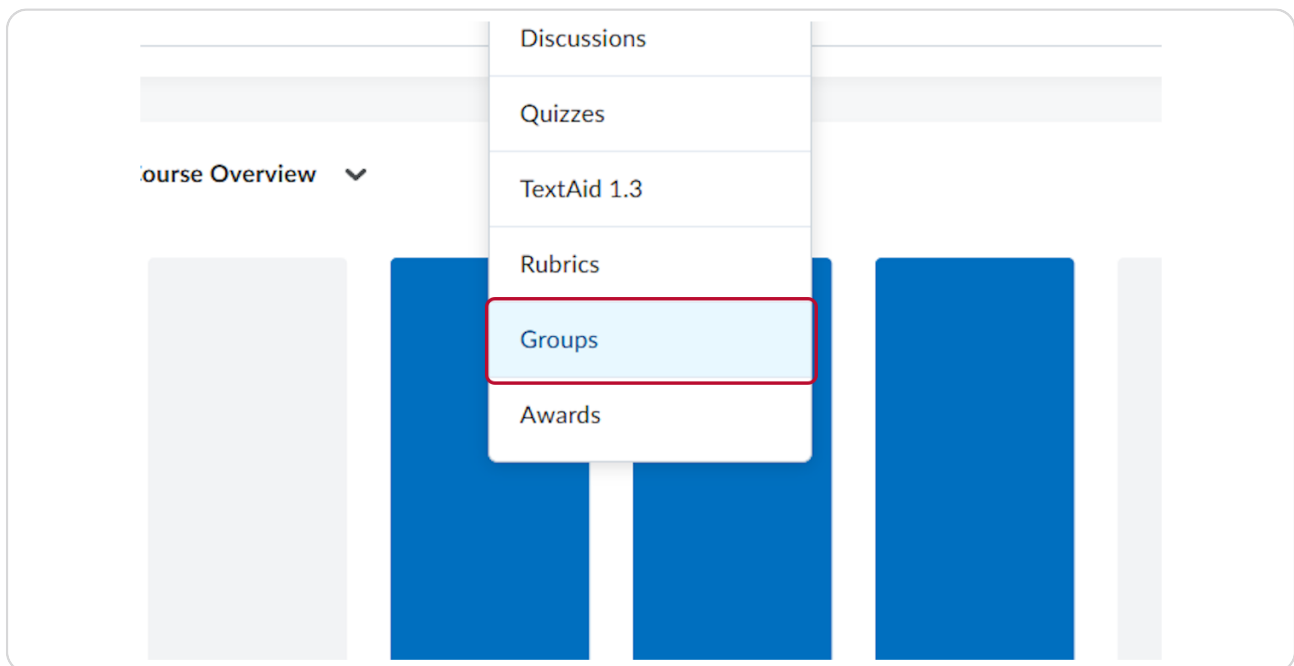 Discussions
Quizzes
ourse Overview
TextAid 1.3
Rubrics
Groups
Awards